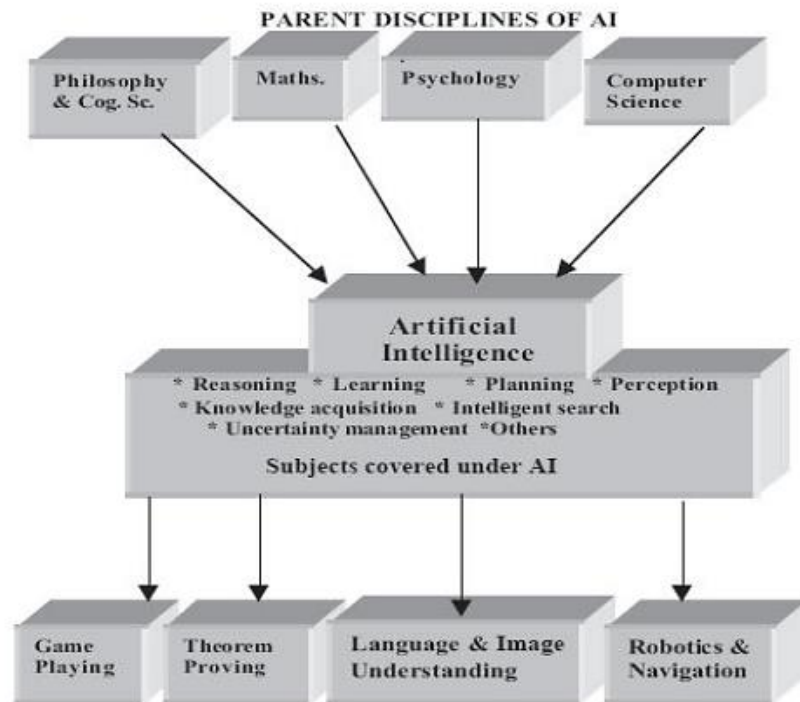 PARENT DISCIPLINES OF AI
Philosophy
& Cog. Sc.
Maths.
Psychology
Computer
Science
Artificial
Intelligence
* Reasoning * Learning * Planning * Perception
* Knowledge acquisition * Intelligent search
* Uncertainty management *Others
Subjects covered under AI
Game
Playing
Theorem
Proving
Language & Image
Understanding
Robotics &
Navigation